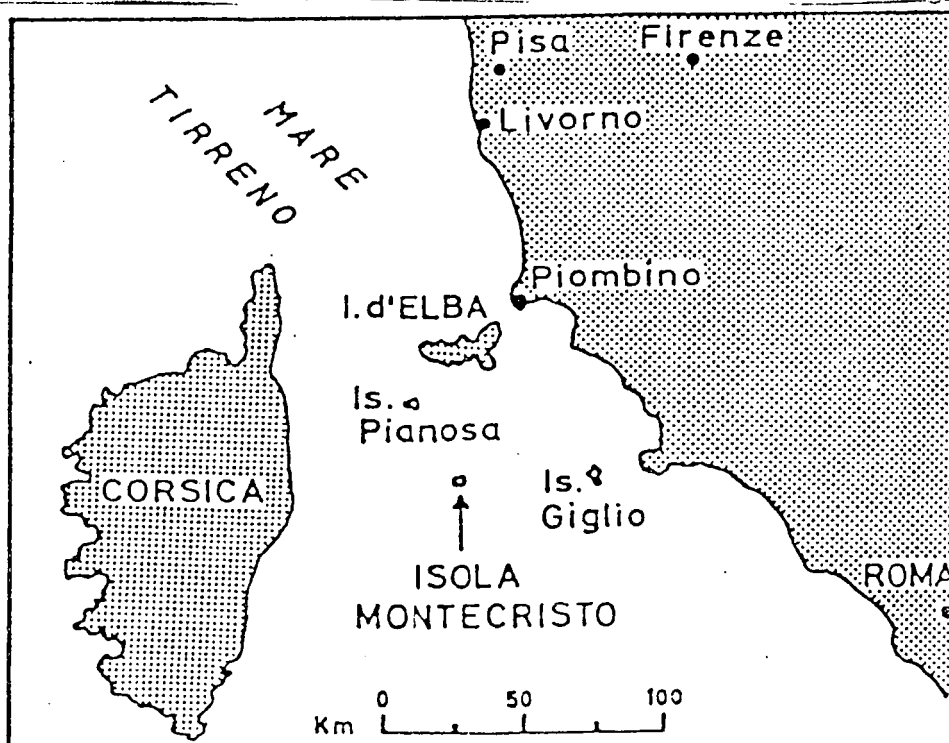 Pisa
Firenze
Livorno
MARE
TIRRENO
Piombino
I. d'ELBA
Is.
Pianosa
CORSICA
Is.
Giglio
ISOLA
MONTECRISTO
ROMA
0 50 100
Km